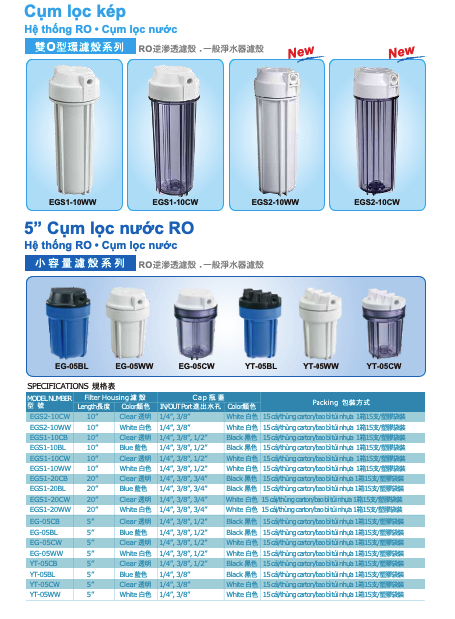 Cụm lọc kép
Hệ thống RO • Cụm lọc nước
雙O型環濾殼系列 RO逆滲透濾殼．一般淨水器濾殼
New New
EGS1-10WW EGS1-10CW EGS2-10WW EGS2-10CW
5” Cụm lọc nước RO
Hệ thống RO • Cụm lọc nước
小容量濾殼系列 RO逆滲透濾殼．一般淨水器濾殼
EG-05BL EG-05WW EG-05CW YT-05BL YT-05WW YT-05CW
SPECIFICATIONS 規格表
MODEL NUMBER 型 號 Filter Housing 濾 殼 Cap 瓶 蓋 Packing 包裝方式
Length長度 Color顏色 IN/OUT Port 進出水孔 Color顏色
EGS2-10CW 10” Clear 透明 1/4”, 3/8” White 白色 15 cái/thùng carton/bao bì túi nhựa 1箱15支/塑膠袋裝
EGS2-10WW 10” White 白色 1/4”, 3/8” White 白色 15 cái/thùng carton/bao bì túi nhựa 1箱15支/塑膠袋裝
EGS1-10CB 10” Clear 透明 1/4”, 3/8”, 1/2” Black 黑色 15 cái/thùng carton/bao bì túi nhựa 1箱15支/塑膠袋裝
EGS1-10BL 10” Blue 藍色 1/4”, 3/8”, 1/2” Black 黑色 15 cái/thùng carton/bao bì túi nhựa 1箱15支/塑膠袋裝
EGS1-10CW 10” Clear 透明 1/4”, 3/8”, 1/2” White 白色 15 cái/thùng carton/bao bì túi nhựa 1箱15支/塑膠袋裝
EGS1-10WW 10” White 白色 1/4”, 3/8”, 1/2” White 白色 15 cái/thùng carton/bao bì túi nhựa 1箱15支/塑膠袋裝
EGS1-20CB 20” Clear 透明 1/4”, 3/8”, 3/4” Black 黑色 15 cái/thùng carton/bao bì túi nhựa 1箱15支/塑膠袋裝
EGS1-20BL 20” Blue 藍色 1/4”, 3/8”, 3/4” Black 黑色 15 cái/thùng carton/bao bì túi nhựa 1箱15支/塑膠袋裝
EGS1-20CW 20” Clear 透明 1/4”, 3/8”, 3/4” White 白色 15 cái/thùng carton/bao bì túi nhựa 1箱15支/塑膠袋裝
EGS1-20WW 20” White 白色 1/4”, 3/8”, 3/4” White 白色 15 cái/thùng carton/bao bì túi nhựa 1箱15支/塑膠袋裝
EG-05CB 5” Clear 透明 1/4”, 3/8”, 1/2” Black 黑色 15 cái/thùng carton/bao bì túi nhựa 1箱15支/塑膠袋裝
EG-05BL 5” Blue 藍色 1/4”, 3/8”, 1/2” Black 黑色 15 cái/thùng carton/bao bì túi nhựa 1箱15支/塑膠袋裝
EG-05CW 5” Clear 透明 1/4”, 3/8”, 1/2” White 白色 15 cái/thùng carton/bao bì túi nhựa 1箱15支/塑膠袋裝
EG-05WW 5” White 白色 1/4”, 3/8”, 1/2” White 白色 15 cái/thùng carton/bao bì túi nhựa 1箱15支/塑膠袋裝
YT-05CB 5” Clear 透明 1/4”, 3/8”, 1/2” Black 黑色 15 cái/thùng carton/bao bì túi nhựa 1箱15支/塑膠袋裝
YT-05BL 5” Blue 藍色 1/4”, 3/8” Black 黑色 15 cái/thùng carton/bao bì túi nhựa 1箱15支/塑膠袋裝
YT-05CW 5” Clear 透明 1/4”, 3/8” White 白色 15 cái/thùng carton/bao bì túi nhựa 1箱15支/塑膠袋裝
YT-05WW 5” White 白色 1/4”, 3/8” White 白色 15 cái/thùng carton/bao bì túi nhựa 1箱15支/塑膠袋裝